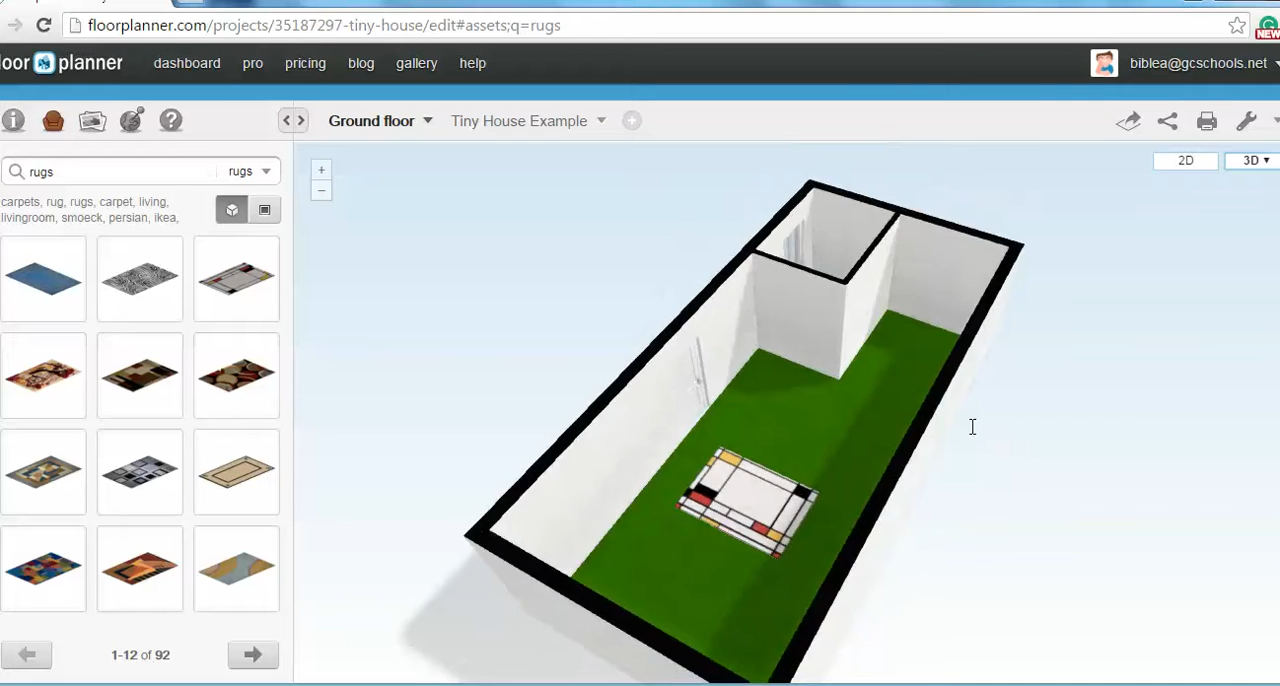 floorplanner.com/projects/35187297-tiny-house/edit#assets;q=rugs
NEW
loor planner dashboard pro pricing blog gallery help biblea@gcschools.net
Ground floor Tiny House Example
rugs rugs
2D 3D
carpets, rug, rugs, carpet, living,
livingroom, smoeck, persian, ikea,
1-12 of 92